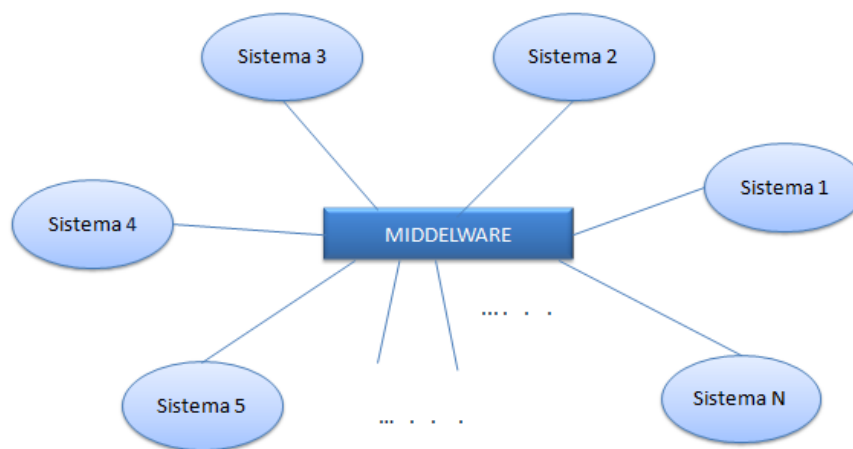 Sistema 3
Sistema 2
Sistema 1
Sistema 4
MIDDELWARE
.... . .
Sistema 5
... . . .
Sistema N